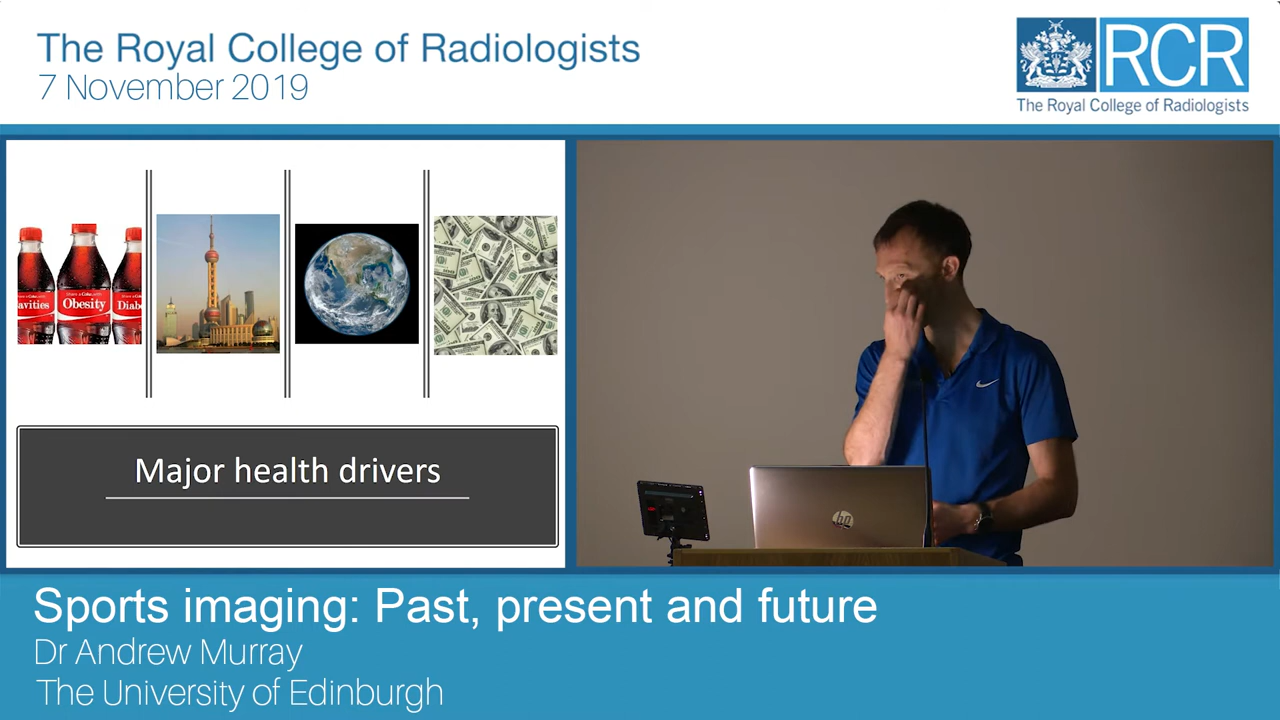 The Royal College of Radiologists
7 November 2019
RCR
The Royal College of Radiologists
Obesity
Major health drivers
hp
Sports imaging: Past, present and future
Dr Andrew Murray
The University of Edinburgh